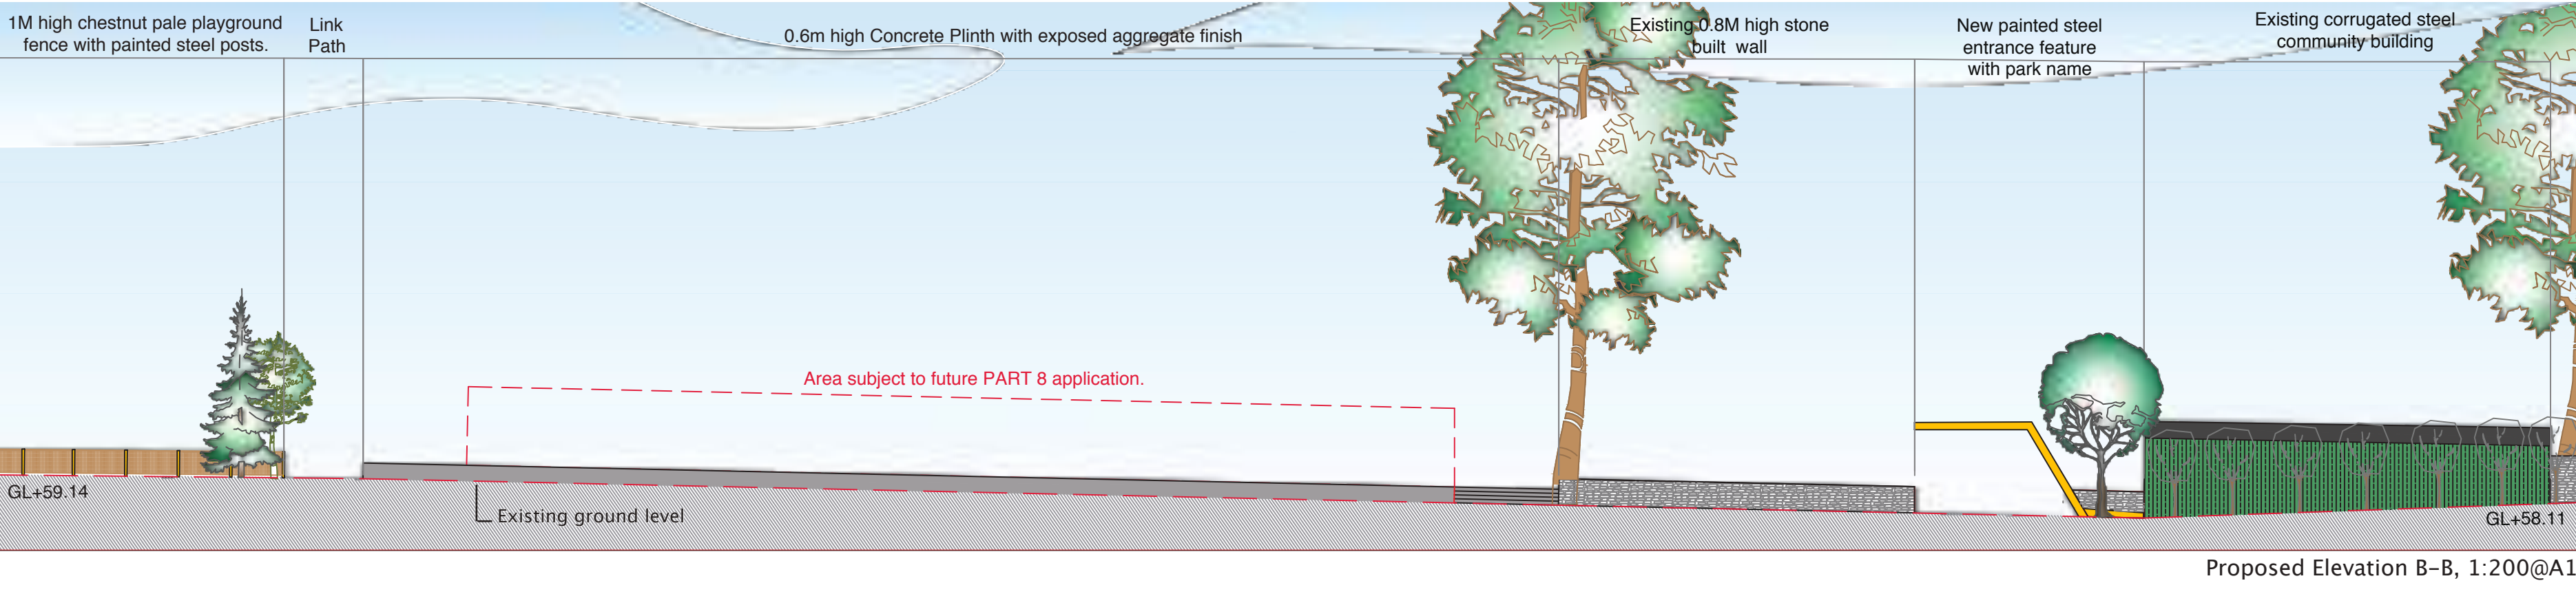 1M high chestnut pale playground
fence with painted steel posts.
Link
Path
0.6m high Concrete Plinth with exposed aggregate finish
Existing 0.8M high stone
built wall
New painted steel
entrance feature
with park name
Existing corrugated steel
community building
Area subject to future PART 8 application.
GL+59.14
Existing ground level
GL+58.11
Proposed Elevation B-B, 1:200@A1